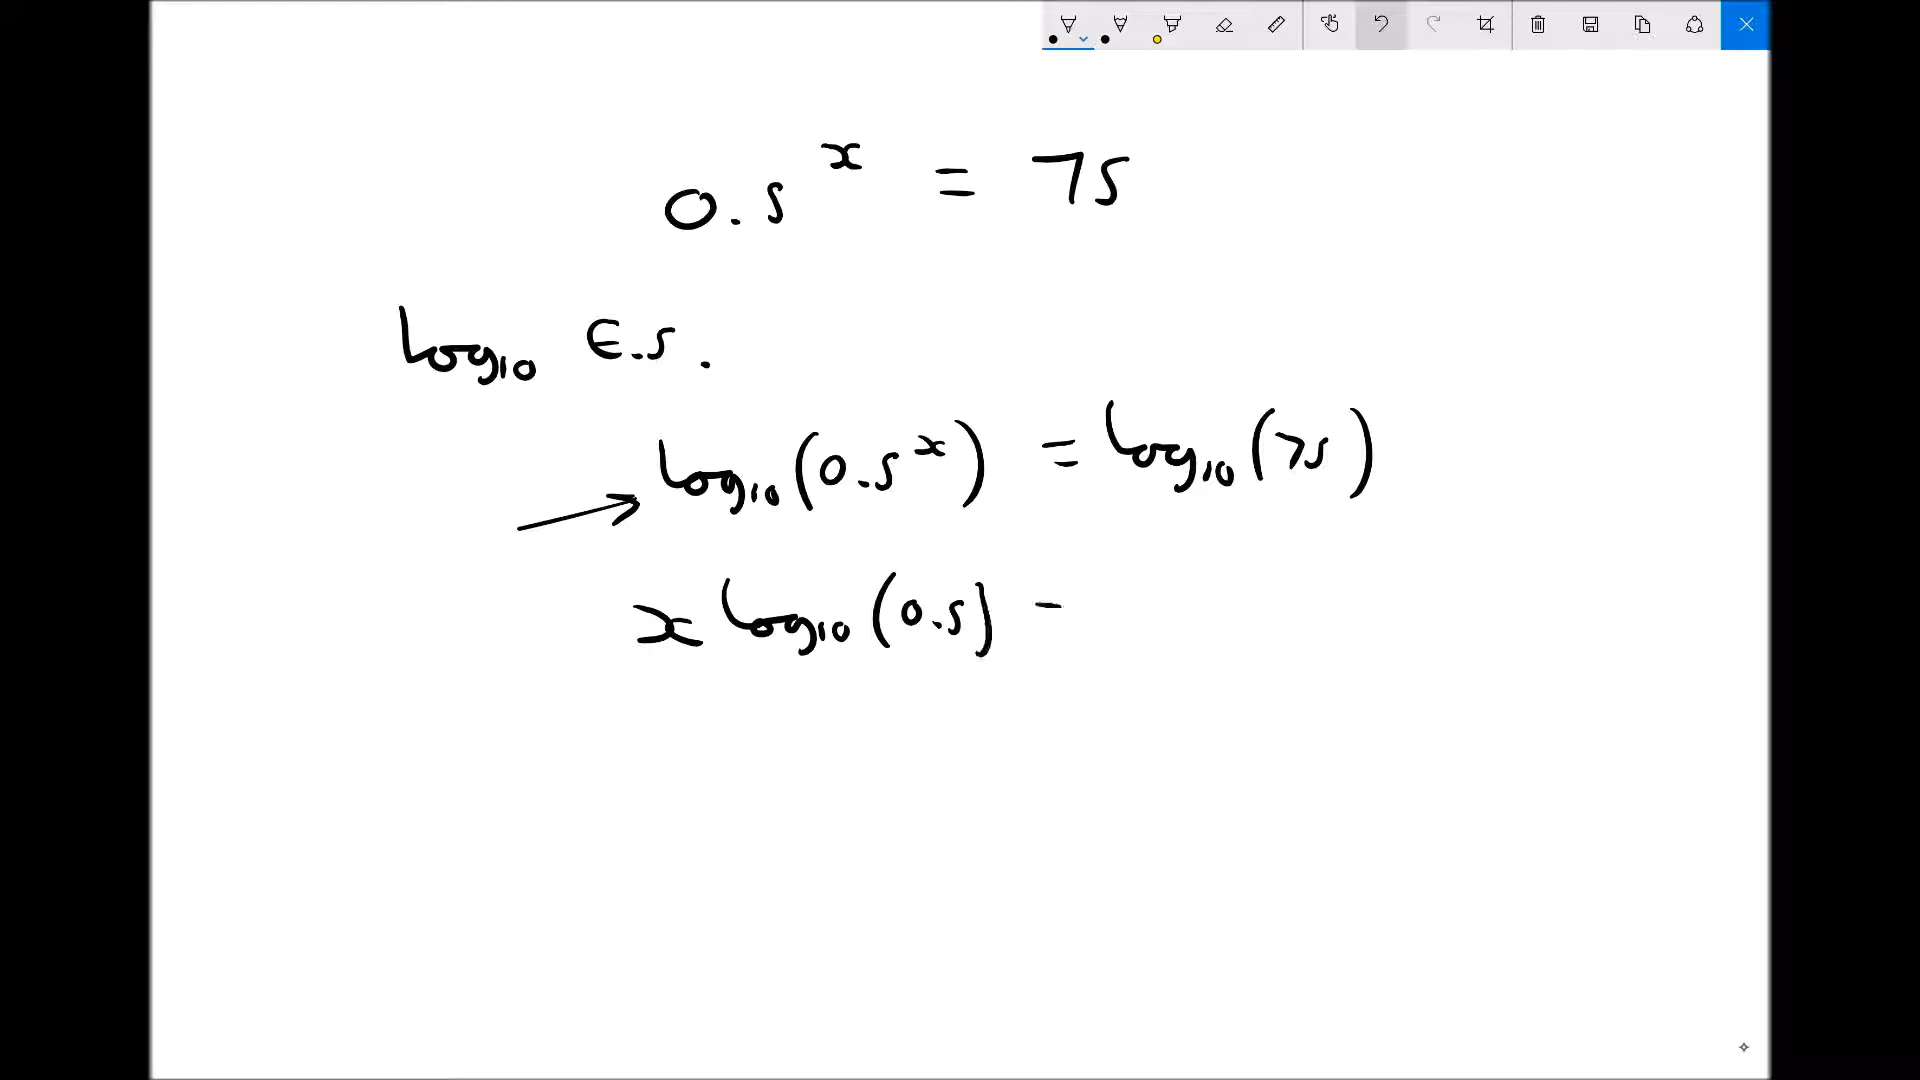 0.5^x = 75
log₁₀ E.S.
log₁₀(0.5^x) = log₁₀(75)
x log₁₀(0.5) -